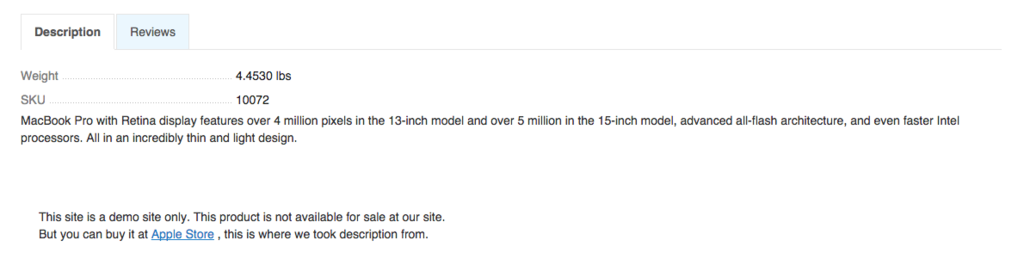 Description Reviews
Weight 4.4530 lbs
SKU 10072
MacBook Pro with Retina display features over 4 million pixels in the 13-inch model and over 5 million in the 15-inch model, advanced all-flash architecture, and even faster Intel
processors. All in an incredibly thin and light design.
This site is a demo site only. This product is not available for sale at our site.
But you can buy it at Apple Store , this is where we took description from.